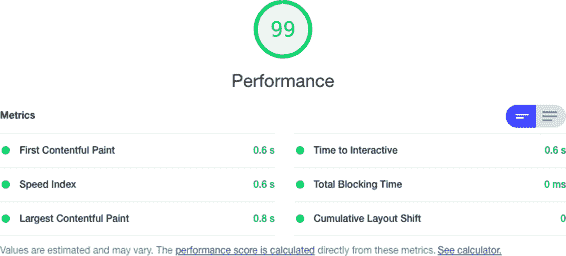 99
Performance
Metrics
First Contentful Paint 0.6 s Time to Interactive 0.6 s
Speed Index 0.6 s Total Blocking Time 0 ms
Largest Contentful Paint 0.8 s Cumulative Layout Shift 0
Values are estimated and may vary. The performance score is calculated directly from these metrics. See calculator.